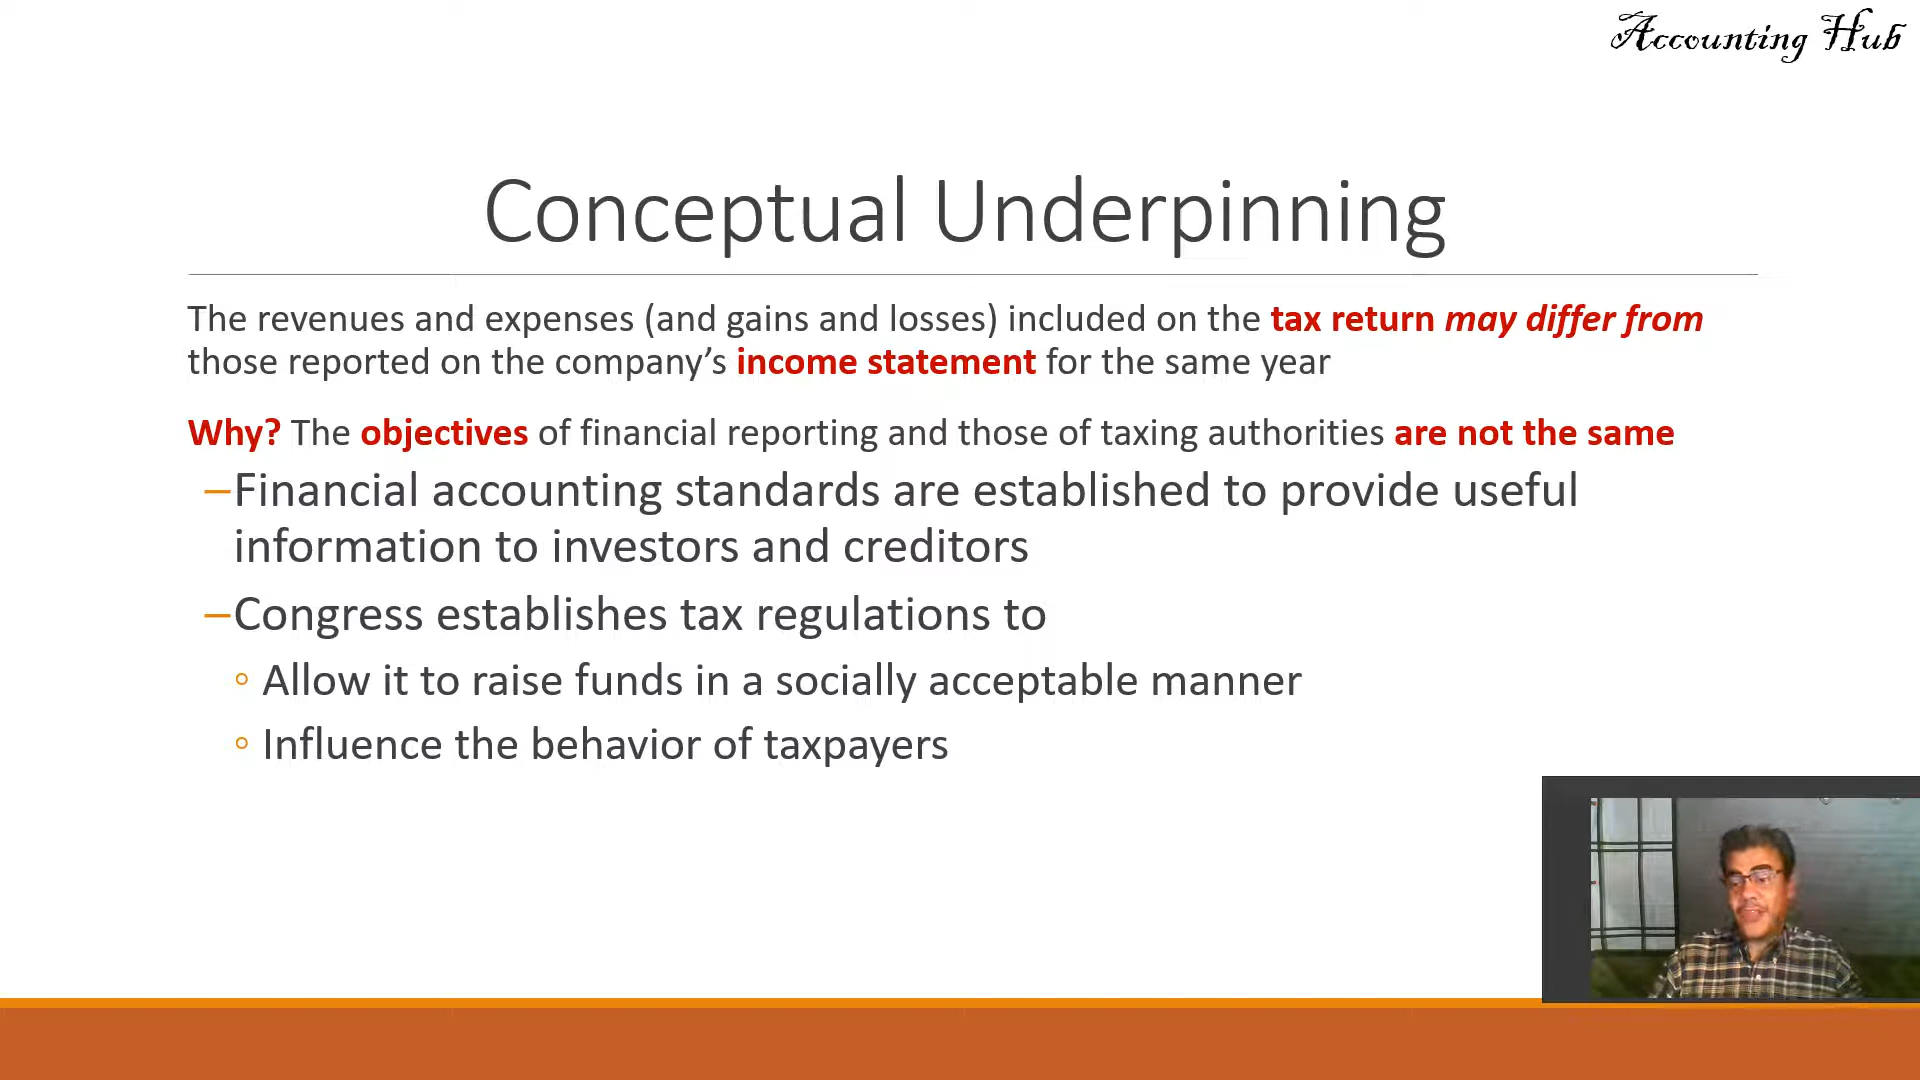 Accounting Hub
Conceptual Underpinning
The revenues and expenses (and gains and losses) included on the tax return may differ from
those reported on the company’s income statement for the same year
Why? The objectives of financial reporting and those of taxing authorities are not the same
–Financial accounting standards are established to provide useful
information to investors and creditors
–Congress establishes tax regulations to
◦ Allow it to raise funds in a socially acceptable manner
◦ Influence the behavior of taxpayers